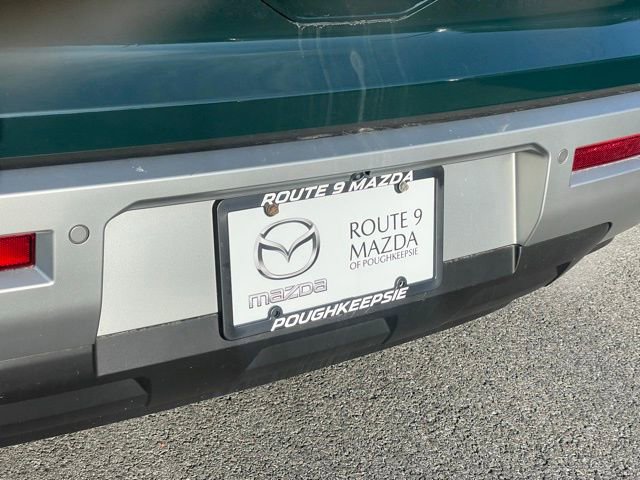 ROUTE 9 MAZDA
ROUTE 9
MAZDA
OF POUGHKEEPSIE
mazda
POUGHKEEPSIE